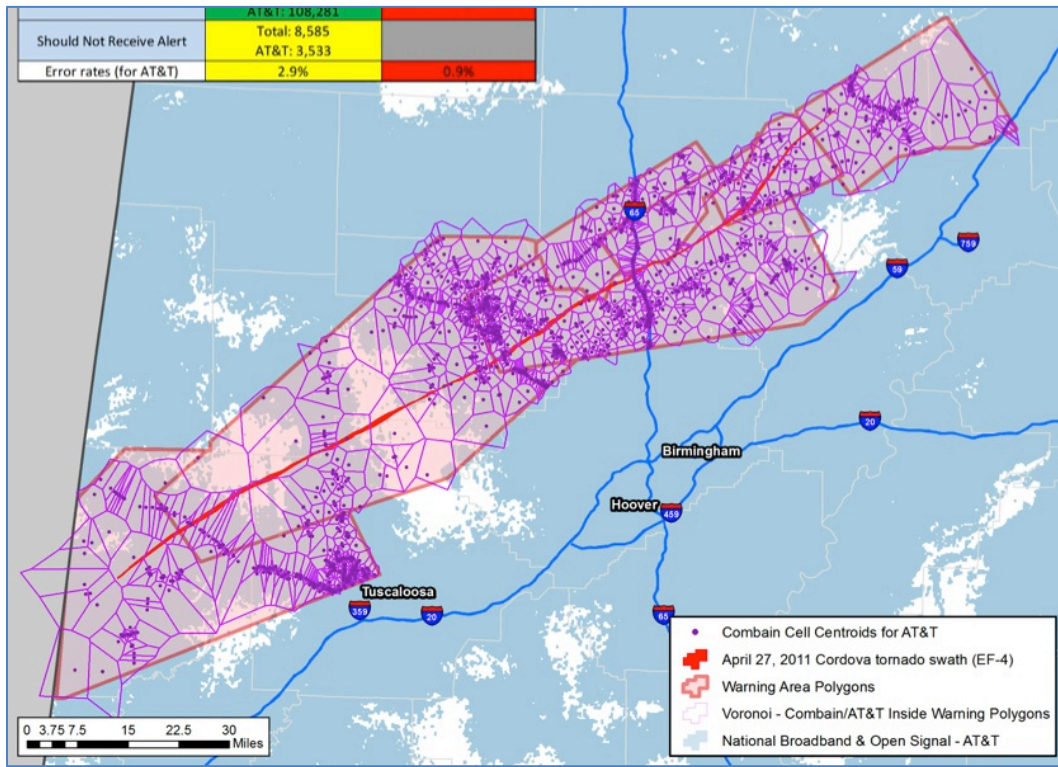 AT&T: 108,281
Should Not Receive Alert
Total: 8,585
AT&T: 3,533
Error rates (for AT&T)
2.9%
0.9%
65
759
59
20
Birmingham
Hoover
459
Tuscaloosa
359
20
65
Combain Cell Centroids for AT&T
April 27, 2011 Cordova tornado swath (EF-4)
Warning Area Polygons
Voronoi - Combain/AT&T Inside Warning Polygons
National Broadband & Open Signal - AT&T
0 3.75 7.5 15 22.5 30
Miles